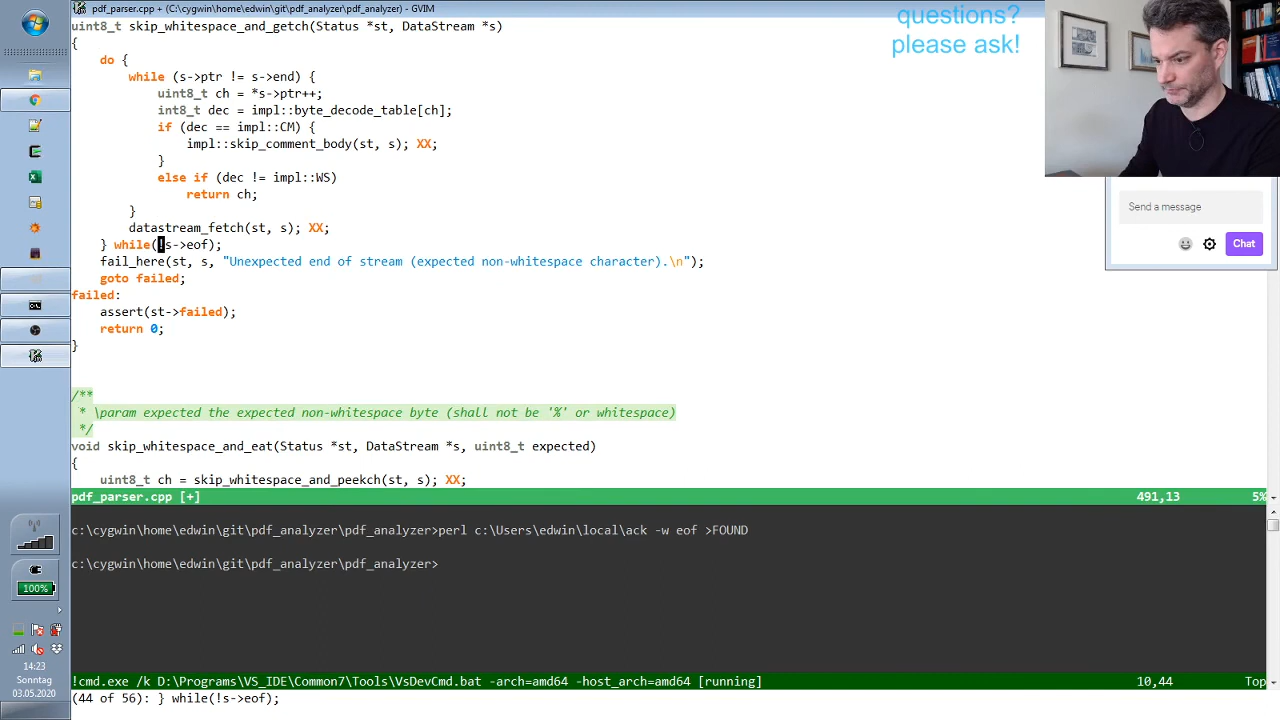 pdf_parser.cpp + (C:\cygwin\home\edwin\git\pdf_analyzer\pdf_analyzer) - GVIM
uint8_t skip_whitespace_and_getch(Status *st, DataStream *s)
{
do {
while (s->ptr != s->end) {
uint8_t ch = *s->ptr++;
int8_t dec = impl::byte_decode_table[ch];
if (dec == impl::CM) {
impl::skip_comment_body(st, s); XX;
}
else if (dec != impl::WS)
return ch;
}
datastream_fetch(st, s); XX;
} while(!s->eof);
fail_here(st, s, "Unexpected end of stream (expected non-whitespace character).\n");
goto failed;
failed:
assert(st->failed);
return 0;
}
/**
* \param expected the expected non-whitespace byte (shall not be '%' or whitespace)
*/
void skip_whitespace_and_eat(Status *st, DataStream *s, uint8_t expected)
{
uint8_t ch = skip_whitespace_and_peekch(st, s); XX;
pdf_parser.cpp [+] 491,13 5%
c:\cygwin\home\edwin\git\pdf_analyzer\pdf_analyzer>perl c:\Users\edwin\local\ack -w eof >FOUND
c:\cygwin\home\edwin\git\pdf_analyzer\pdf_analyzer>
!cmd.exe /k D:\Programs\VS_IDE\Common7\Tools\VsDevCmd.bat -arch=amd64 -host_arch=amd64 [running] 10,44 Top
(44 of 56): } while(!s->eof);
questions?
please ask!
Send a message
Chat
100%
14:23
Sonntag
03.05.2020